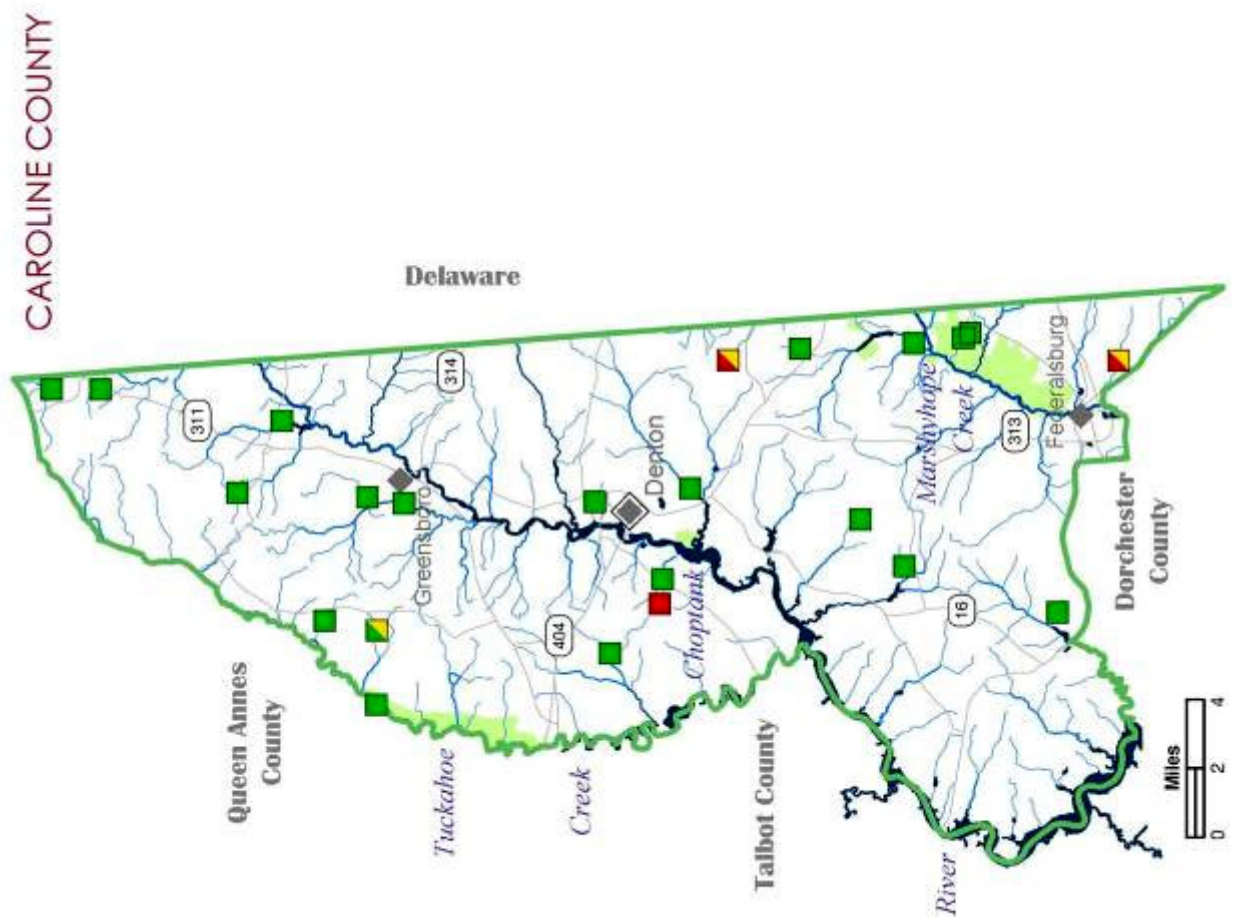 CAROLINE COUNTY
Delaware
311
314
Greensboro
Denton
Queen Annes
County
Tuckahoe
Creek
404
Choptank
Talbot County
River
Marshyhope
Creek
313
Federalsburg
16
Dorchester
County
Miles
0 2 4